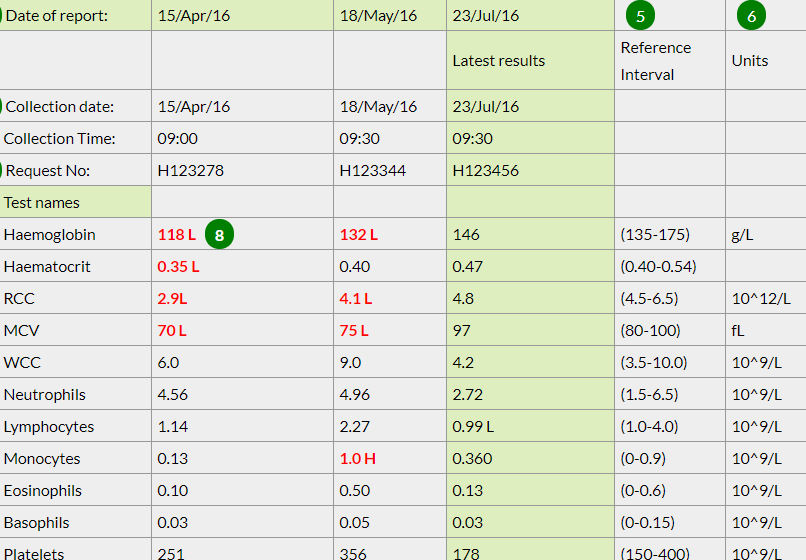 Date of report: 15/Apr/16 18/May/16 23/Jul/16 5 6
Latest results Reference Interval Units
Collection date: 15/Apr/16 18/May/16 23/Jul/16
Collection Time: 09:00 09:30 09:30
Request No: H123278 H123344 H123456
Test names
Haemoglobin 118 L 8 132 L 146 (135-175) g/L
Haematocrit 0.35 L 0.40 0.47 (0.40-0.54)
RCC 2.9L 4.1 L 4.8 (4.5-6.5) 10^12/L
MCV 70 L 75 L 97 (80-100) fL
WCC 6.0 9.0 4.2 (3.5-10.0) 10^9/L
Neutrophils 4.56 4.96 2.72 (1.5-6.5) 10^9/L
Lymphocytes 1.14 2.27 0.99 L (1.0-4.0) 10^9/L
Monocytes 0.13 1.0 H 0.360 (0-0.9) 10^9/L
Eosinophils 0.10 0.50 0.13 (0-0.6) 10^9/L
Basophils 0.03 0.05 0.03 (0-0.15) 10^9/L
Platelets 251 356 178 (150-400) 10^9/L